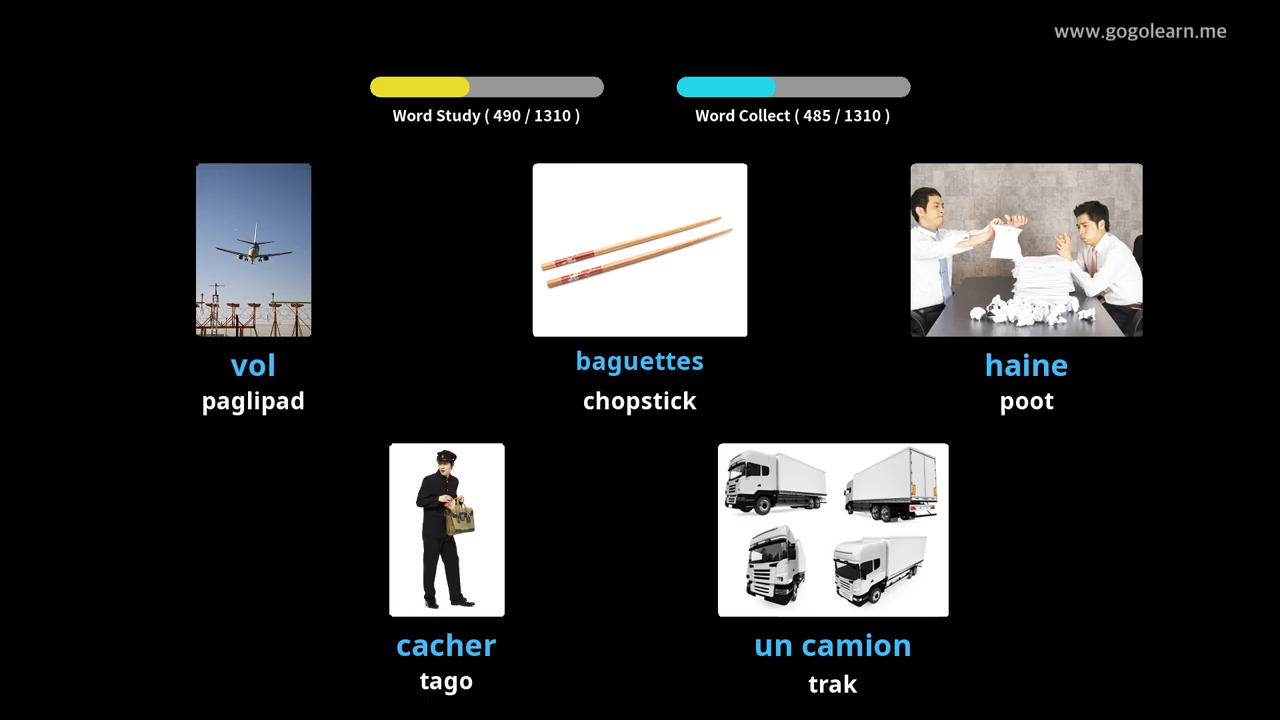 www.gogolearn.me
Word Study ( 490 / 1310 )
Word Collect ( 485 / 1310 )
vol
paglipad
baguettes
chopstick
haine
poot
cacher
tago
un camion
trak